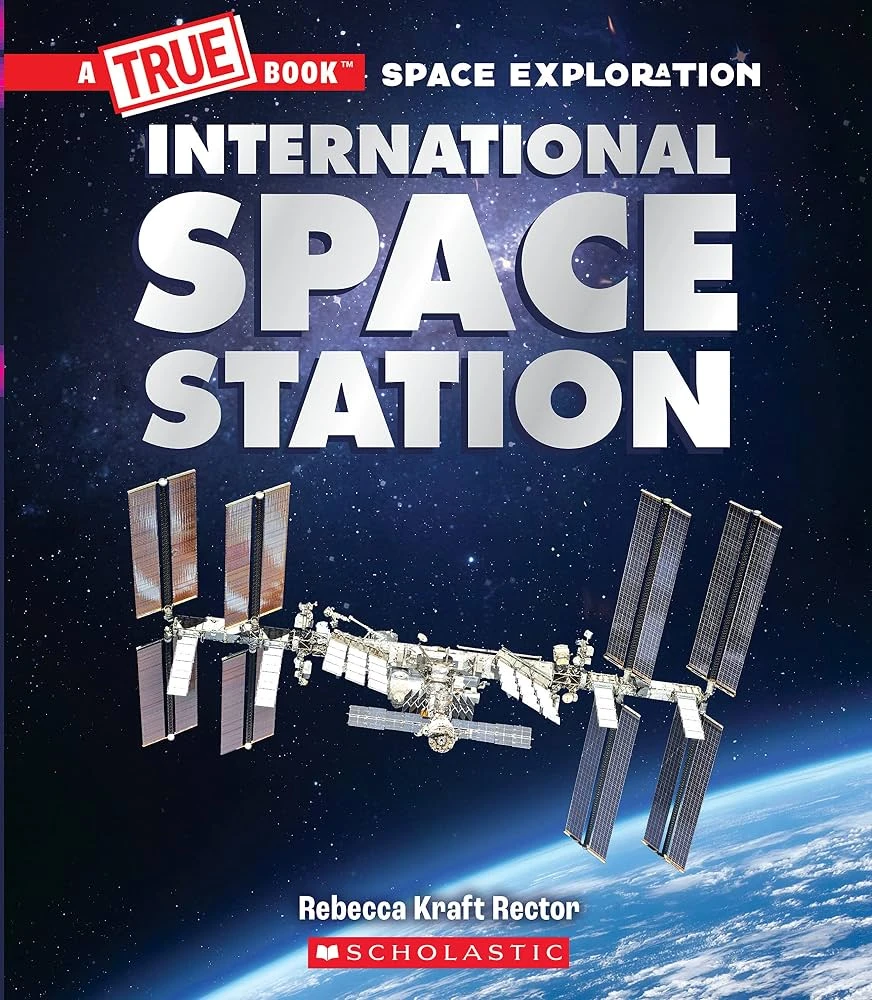 A TRUE BOOK™ SPACE EXPLORATION
INTERNATIONAL
SPACE
STATION
Rebecca Kraft Rector
SCHOLASTIC